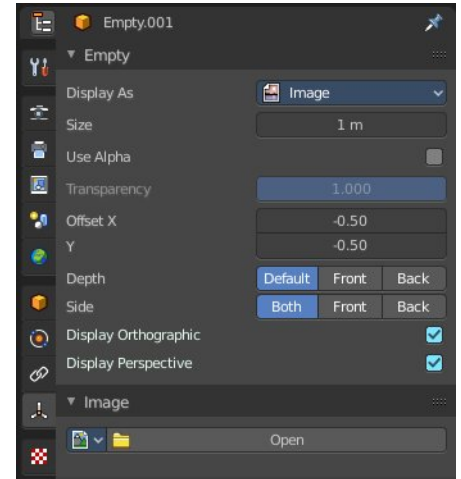 Empty.001
Empty
Display As Image
Size 1 m
Use Alpha
Transparency 1.000
Offset X -0.50
Y -0.50
Depth Default Front Back
Side Both Front Back
Display Orthographic
Display Perspective
Image
Open